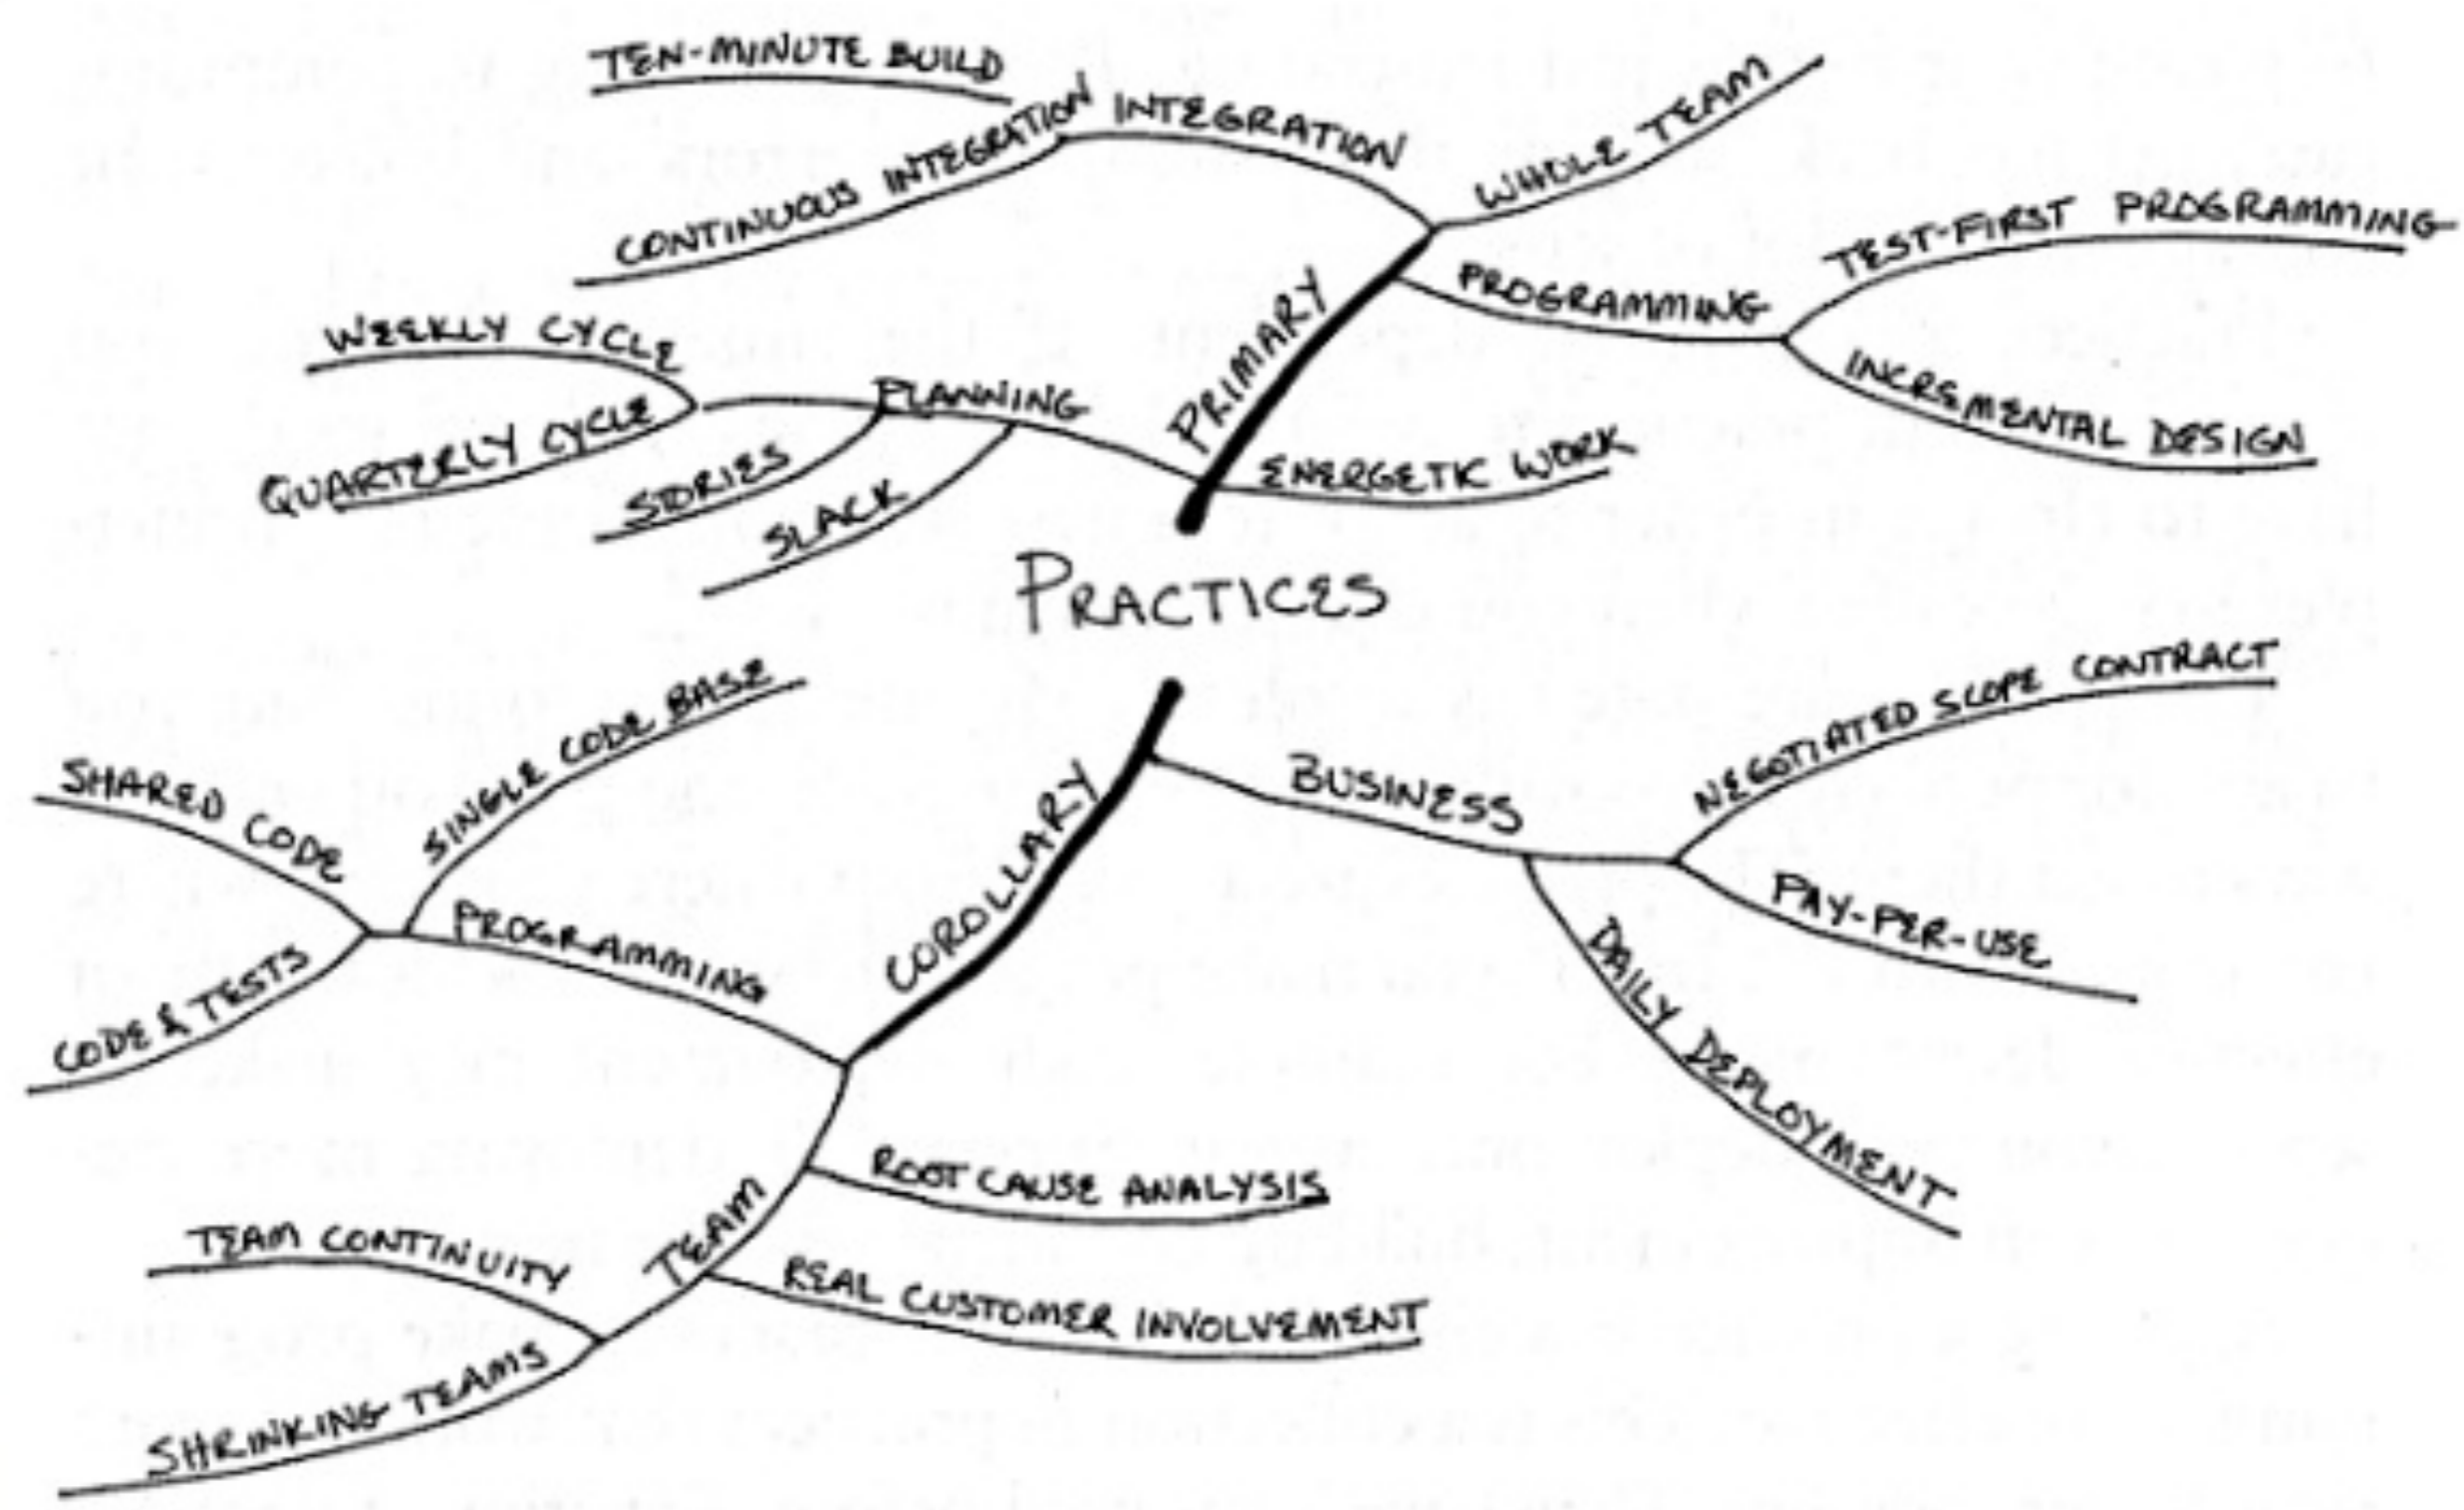 TEN-MINUTE BUILD
CONTINUOUS INTEGRATION
INTEGRATION
WHOLE TEAM
TEST-FIRST PROGRAMMING
PROGRAMMING
INCREMENTAL DESIGN
PRIMARY
WEEKLY CYCLE
QUARTERLY CYCLE
PLANNING
STORIES
SLACK
ENERGETIC WORK
PRACTICES
SINGLE CODE BASE
SHARED CODE
PROGRAMMING
CODE & TESTS
COROLLARY
BUSINESS
NEGOTIATED SCOPE CONTRACT
PAY-PER-USE
DAILY DEPLOYMENT
ROOT CAUSE ANALYSIS
TEAM
REAL CUSTOMER INVOLVEMENT
TEAM CONTINUITY
SHRINKING TEAMS